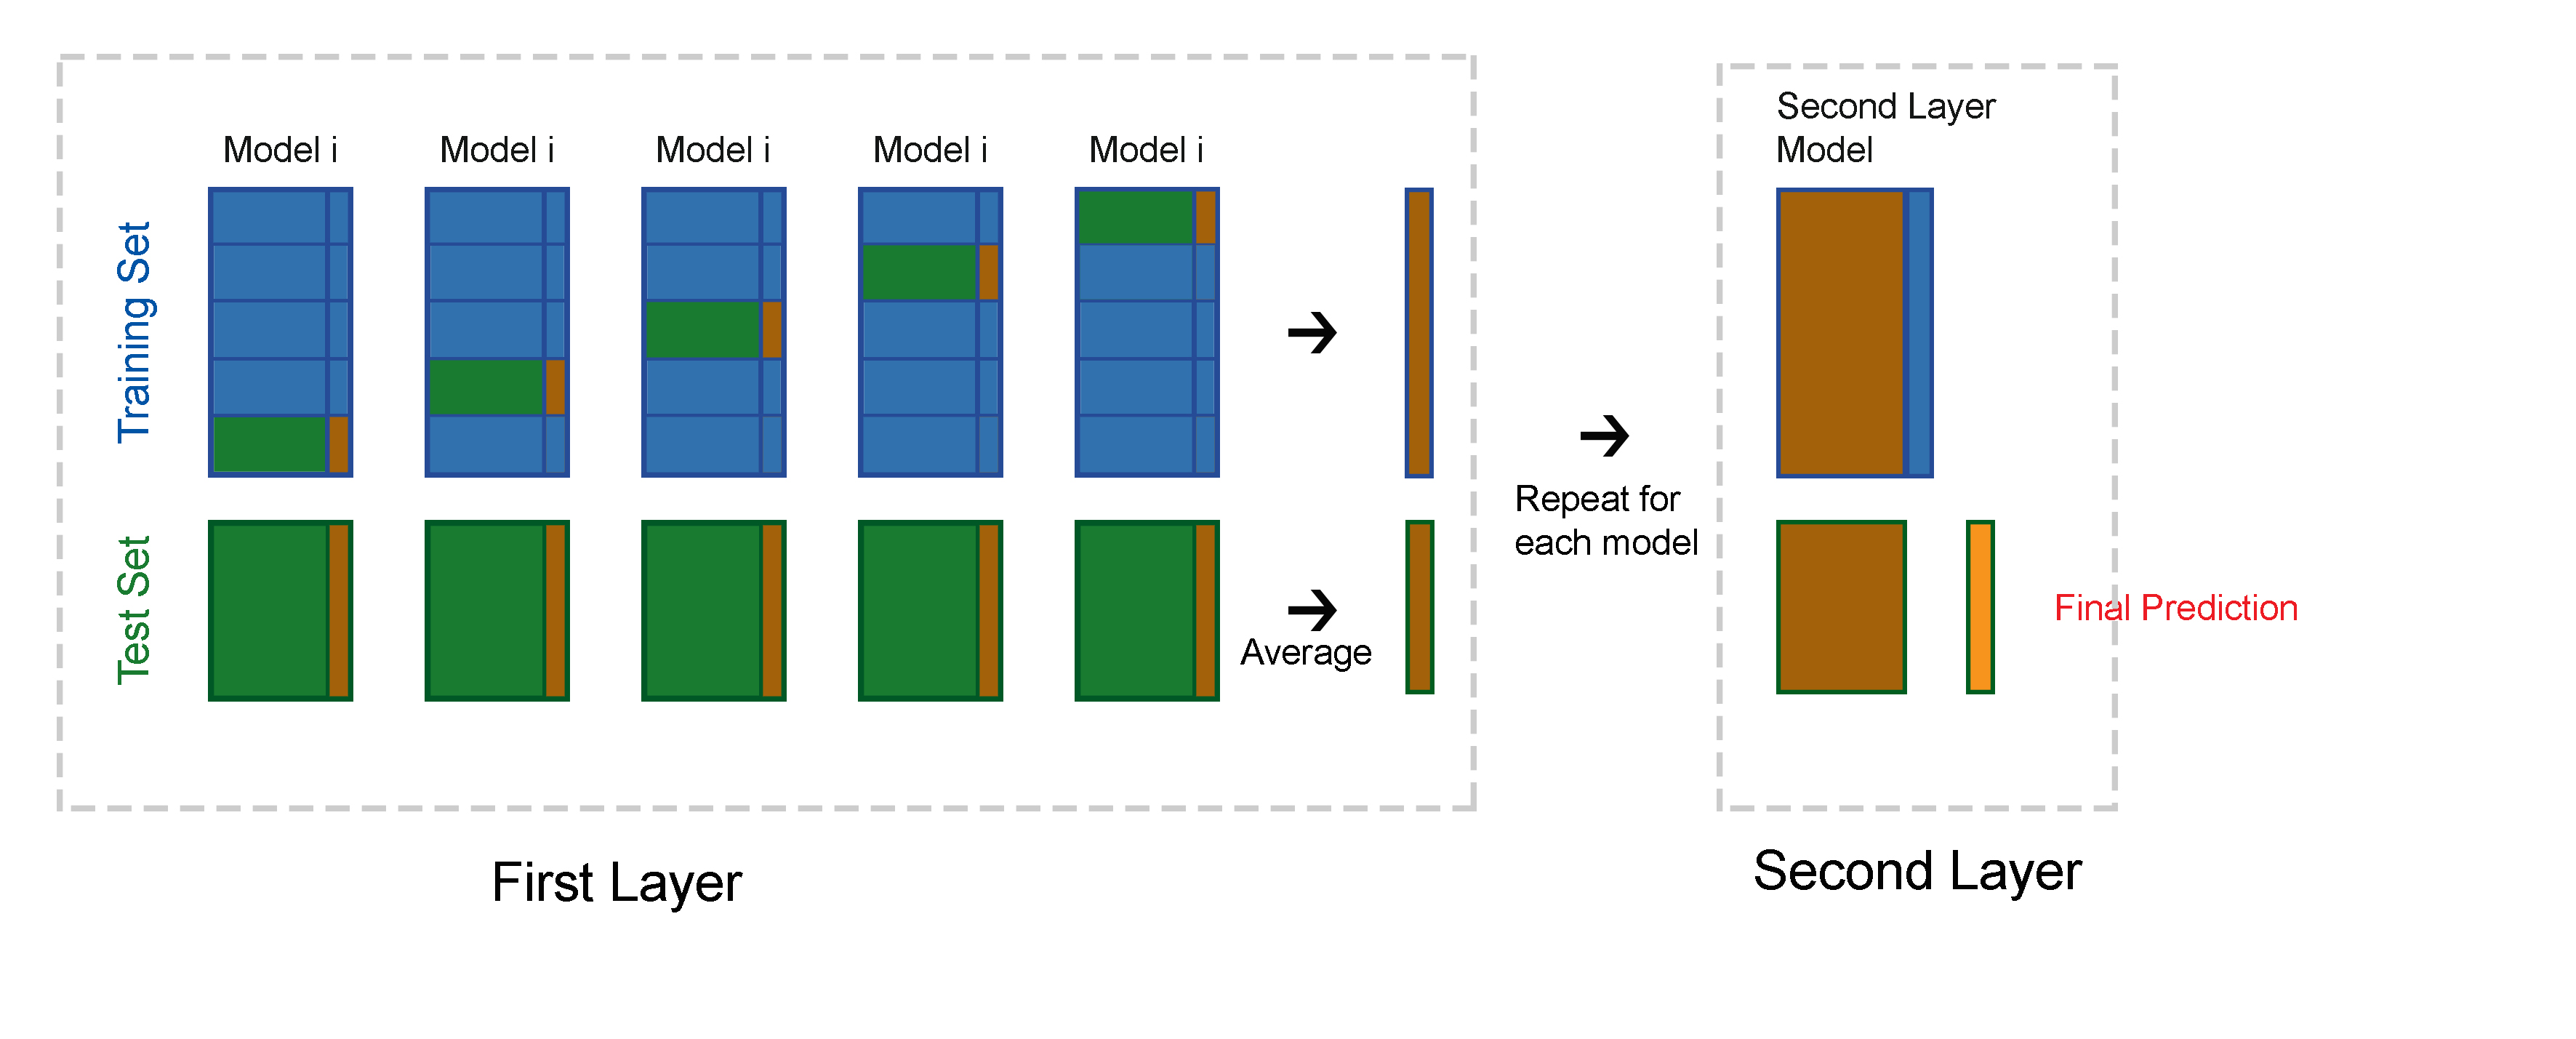 Model i
Model i
Model i
Model i
Model i
Training Set
Test Set
Average
First Layer
Repeat for
each model
Second Layer
Model
Final Prediction
Second Layer